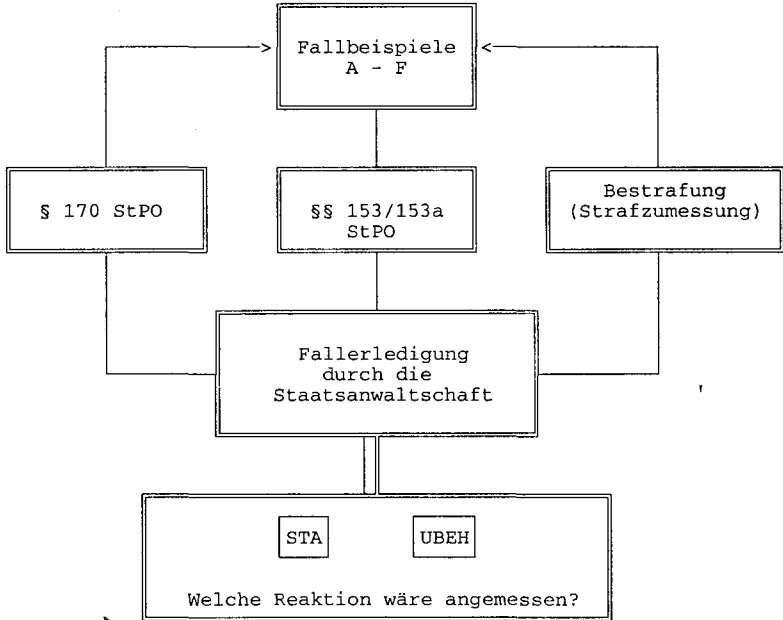 Fallbeispiele
A - F
§ 170 StPO
§§ 153/153a
StPO
Bestrafung
(Strafzumessung)
Fallerledigung
durch die
Staatsanwaltschaft
STA
UBEH
Welche Reaktion wäre angemessen?